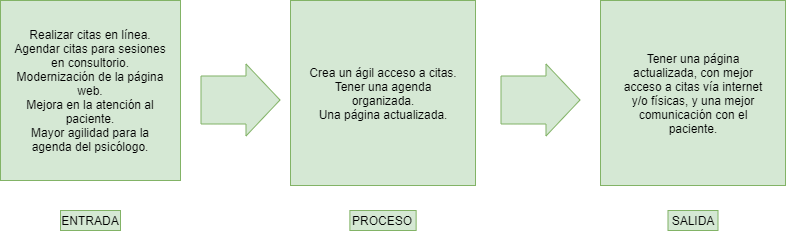 Realizar citas en línea.
Agendar citas para sesiones
en consultorio.
Modernización de la página
web.
Mejora en la atención al
paciente.
Mayor agilidad para la
agenda del psicólogo.
Crea un ágil acceso a citas.
Tener una agenda
organizada.
Una página actualizada.
Tener una página
actualizada, con mejor
acceso a citas vía internet
y/o físicas, y una mejor
comunicación con el
paciente.
ENTRADA
PROCESO
SALIDA